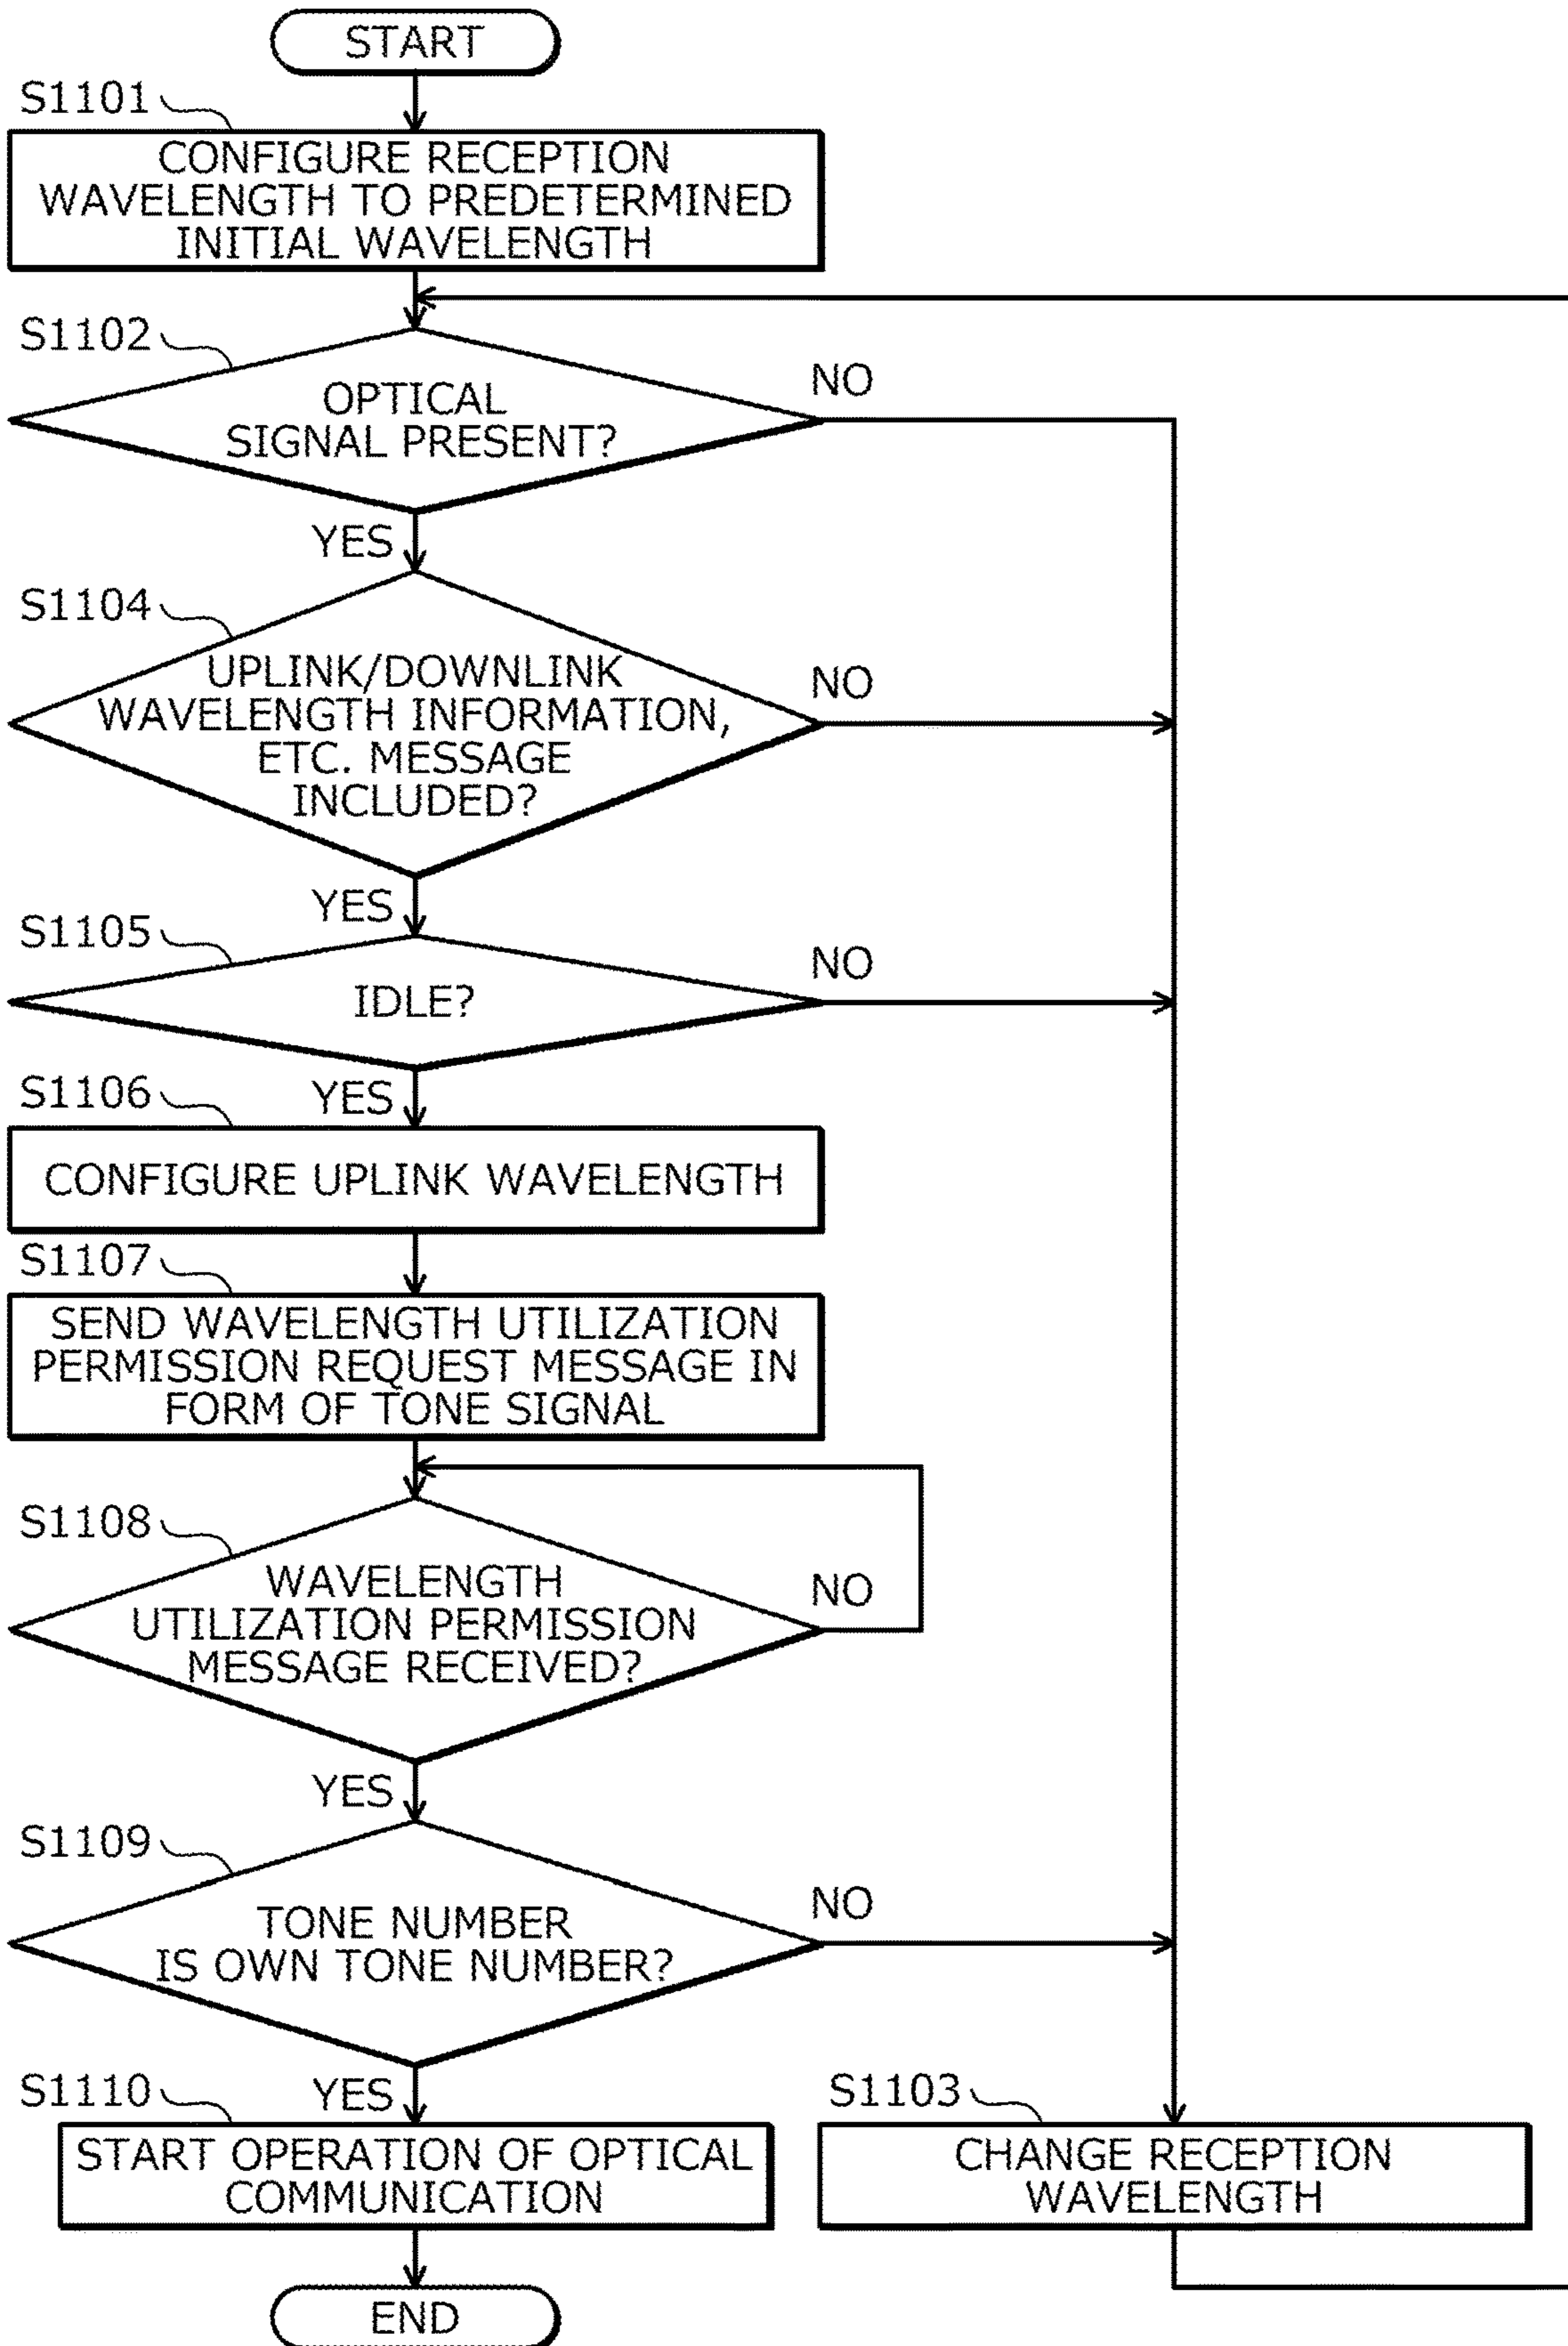 START
S1101
CONFIGURE RECEPTION
WAVELENGTH TO PREDETERMINED
INITIAL WAVELENGTH
S1102
OPTICAL
SIGNAL PRESENT?
NO
YES
S1104
UPLINK/DOWNLINK
WAVELENGTH INFORMATION,
ETC. MESSAGE
INCLUDED?
NO
YES
S1105
IDLE?
NO
YES
S1106
CONFIGURE UPLINK WAVELENGTH
S1107
SEND WAVELENGTH UTILIZATION
PERMISSION REQUEST MESSAGE IN
FORM OF TONE SIGNAL
S1108
WAVELENGTH
UTILIZATION PERMISSION
MESSAGE RECEIVED?
NO
YES
S1109
TONE NUMBER
IS OWN TONE NUMBER?
NO
YES
S1110
START OPERATION OF OPTICAL
COMMUNICATION
S1103
CHANGE RECEPTION
WAVELENGTH
END